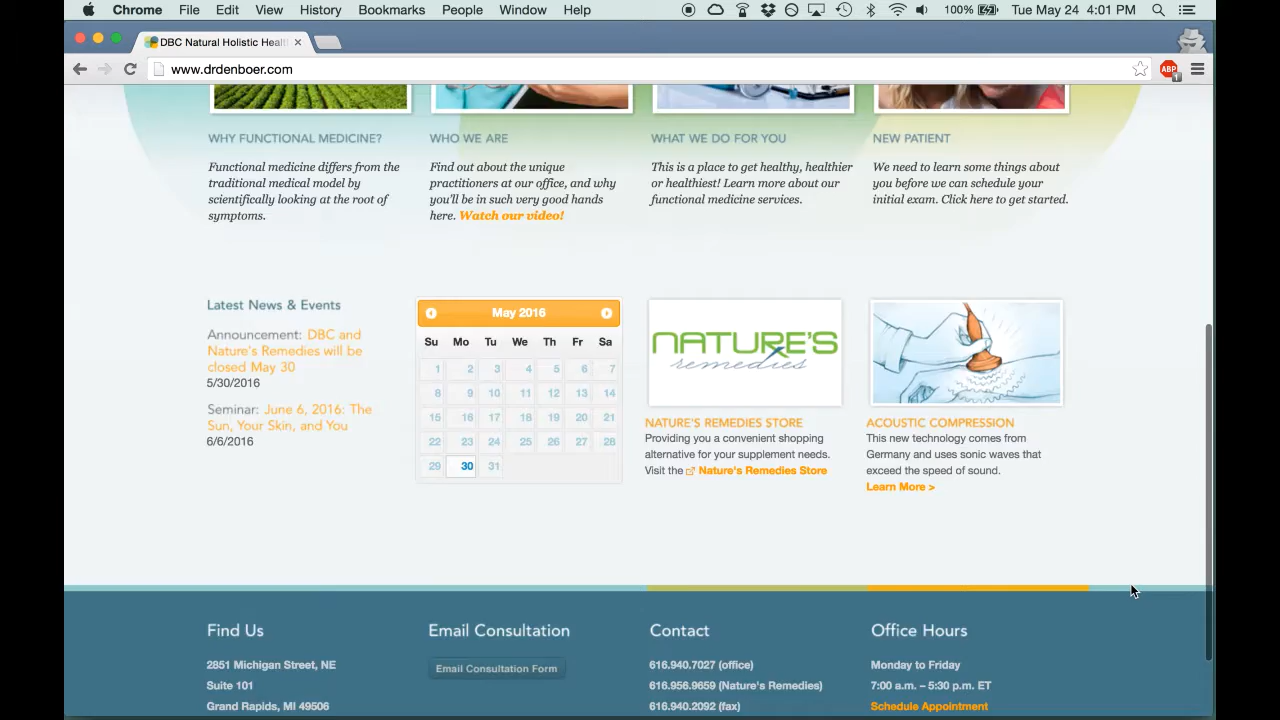 Chrome File Edit View History Bookmarks People Window Help 100% Tue May 24 4:01 PM
DBC Natural Holistic Healt
www.drdenboer.com
ABP
1
WHY FUNCTIONAL MEDICINE?
Functional medicine differs from the
traditional medical model by
scientifically looking at the root of
symptoms.
WHO WE ARE
Find out about the unique
practitioners at our office, and why
you'll be in such very good hands
here. Watch our video!
WHAT WE DO FOR YOU
This is a place to get healthy, healthier
or healthiest! Learn more about our
functional medicine services.
NEW PATIENT
We need to learn some things about
you before we can schedule your
initial exam. Click here to get started.
Latest News & Events
Announcement: DBC and
Nature's Remedies will be
closed May 30
5/30/2016
Seminar: June 6, 2016: The
Sun, Your Skin, and You
6/6/2016
May 2016
Su Mo Tu We Th Fr Sa
1 2 3 4 5 6 7
8 9 10 11 12 13 14
15 16 17 18 19 20 21
22 23 24 25 26 27 28
29 30 31
NATURE'S
remedies
NATURE'S REMEDIES STORE
Providing you a convenient shopping
alternative for your supplement needs.
Visit the Nature's Remedies Store
ACOUSTIC COMPRESSION
This new technology comes from
Germany and uses sonic waves that
exceed the speed of sound.
Learn More >
Find Us
2851 Michigan Street, NE
Suite 101
Grand Rapids, MI 49506
Email Consultation
Email Consultation Form
Contact
616.940.7027 (office)
616.956.9659 (Nature's Remedies)
616.940.2092 (fax)
Office Hours
Monday to Friday
7:00 a.m. – 5:30 p.m. ET
Schedule Appointment